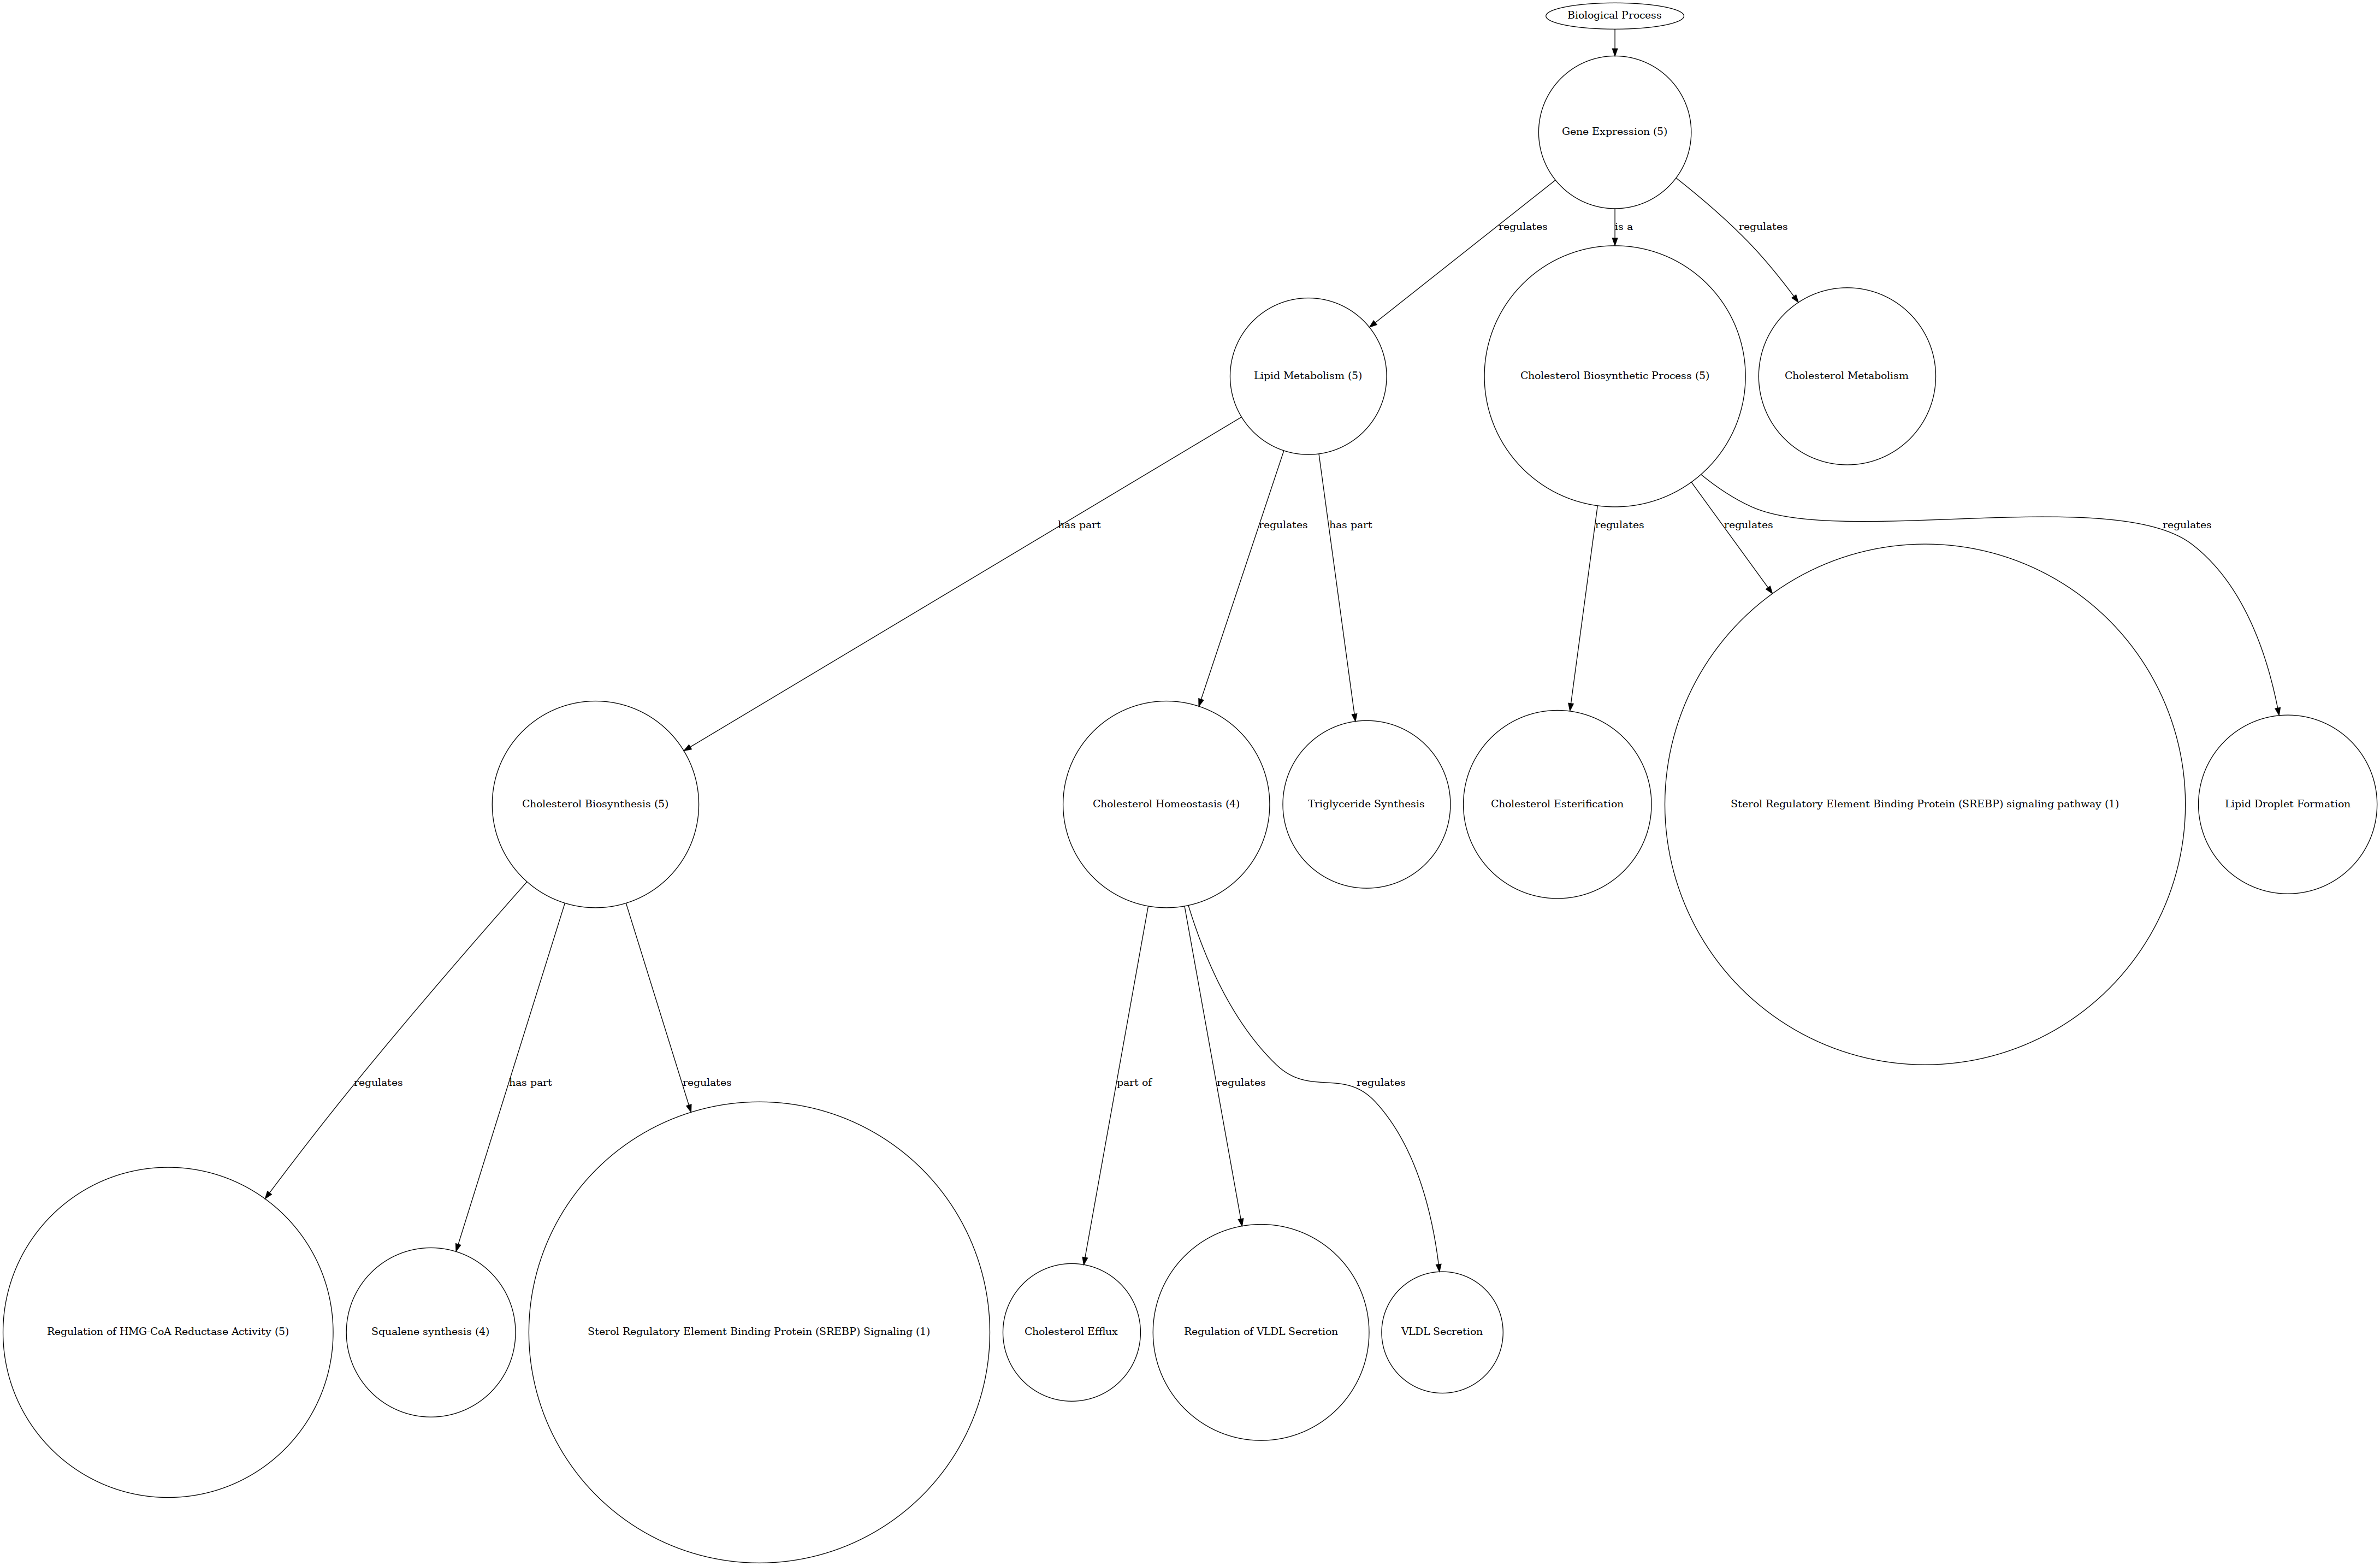 Biological Process
Gene Expression (5)
regulates
is a
regulates
Lipid Metabolism (5)
Cholesterol Biosynthetic Process (5)
Cholesterol Metabolism
has part
regulates
has part
regulates
regulates
regulates
Cholesterol Biosynthesis (5)
Cholesterol Homeostasis (4)
Triglyceride Synthesis
Cholesterol Esterification
Sterol Regulatory Element Binding Protein (SREBP) signaling pathway (1)
Lipid Droplet Formation
regulates
has part
regulates
part of
regulates
regulates
Regulation of HMG-CoA Reductase Activity (5)
Squalene synthesis (4)
Sterol Regulatory Element Binding Protein (SREBP) Signaling (1)
Cholesterol Efflux
Regulation of VLDL Secretion
VLDL Secretion